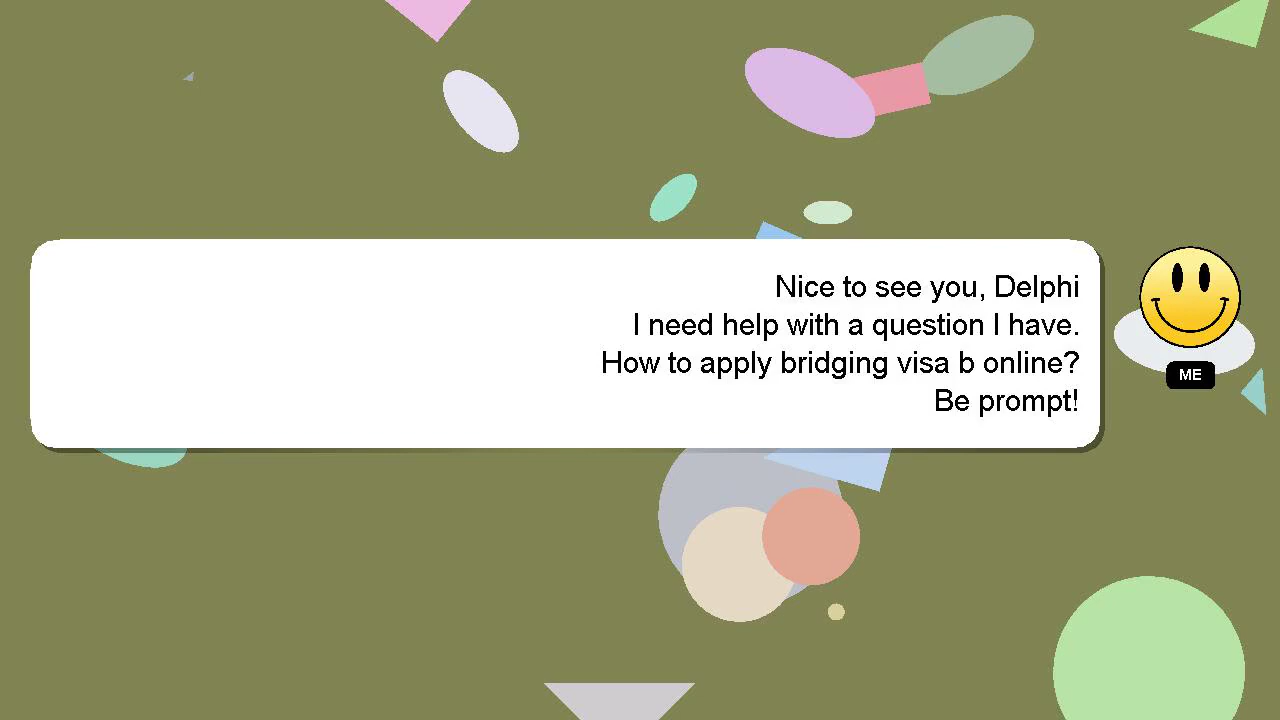 Nice to see you, Delphi
I need help with a question I have.
How to apply bridging visa b online?
Be prompt!
ME